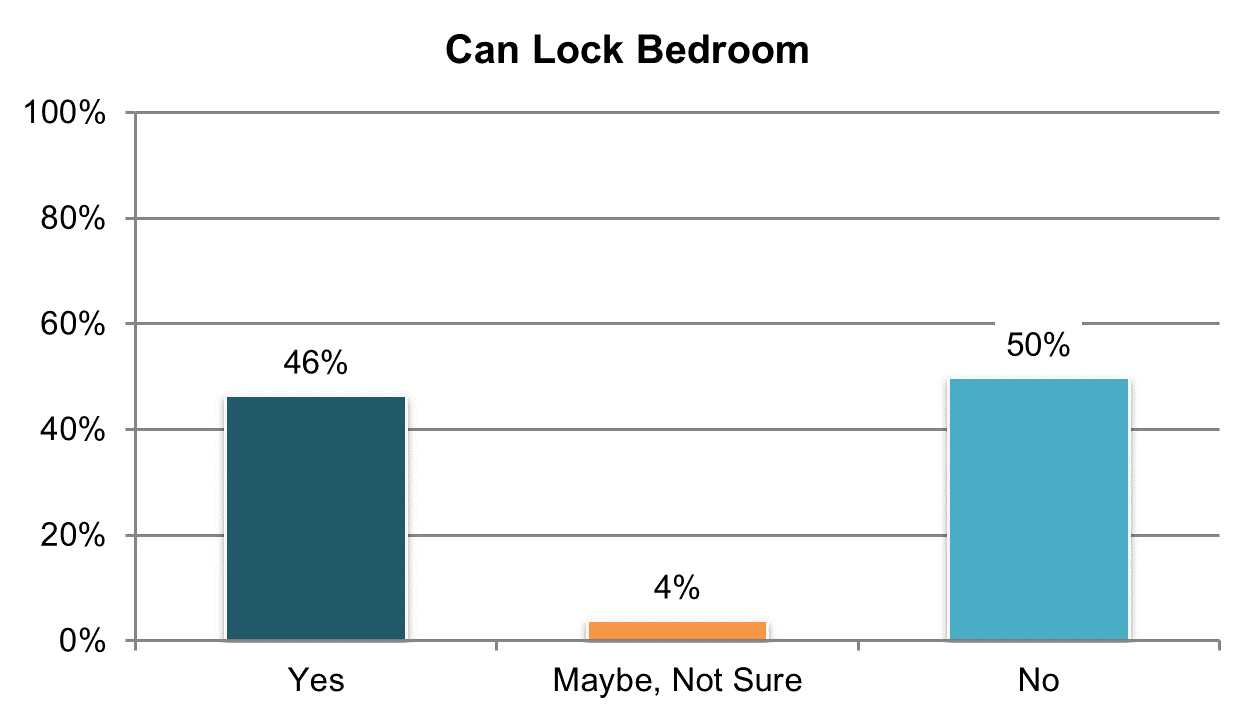 Can Lock Bedroom
100%
80%
60%
40%
20%
0%
46%
4%
50%
Yes
Maybe, Not Sure
No